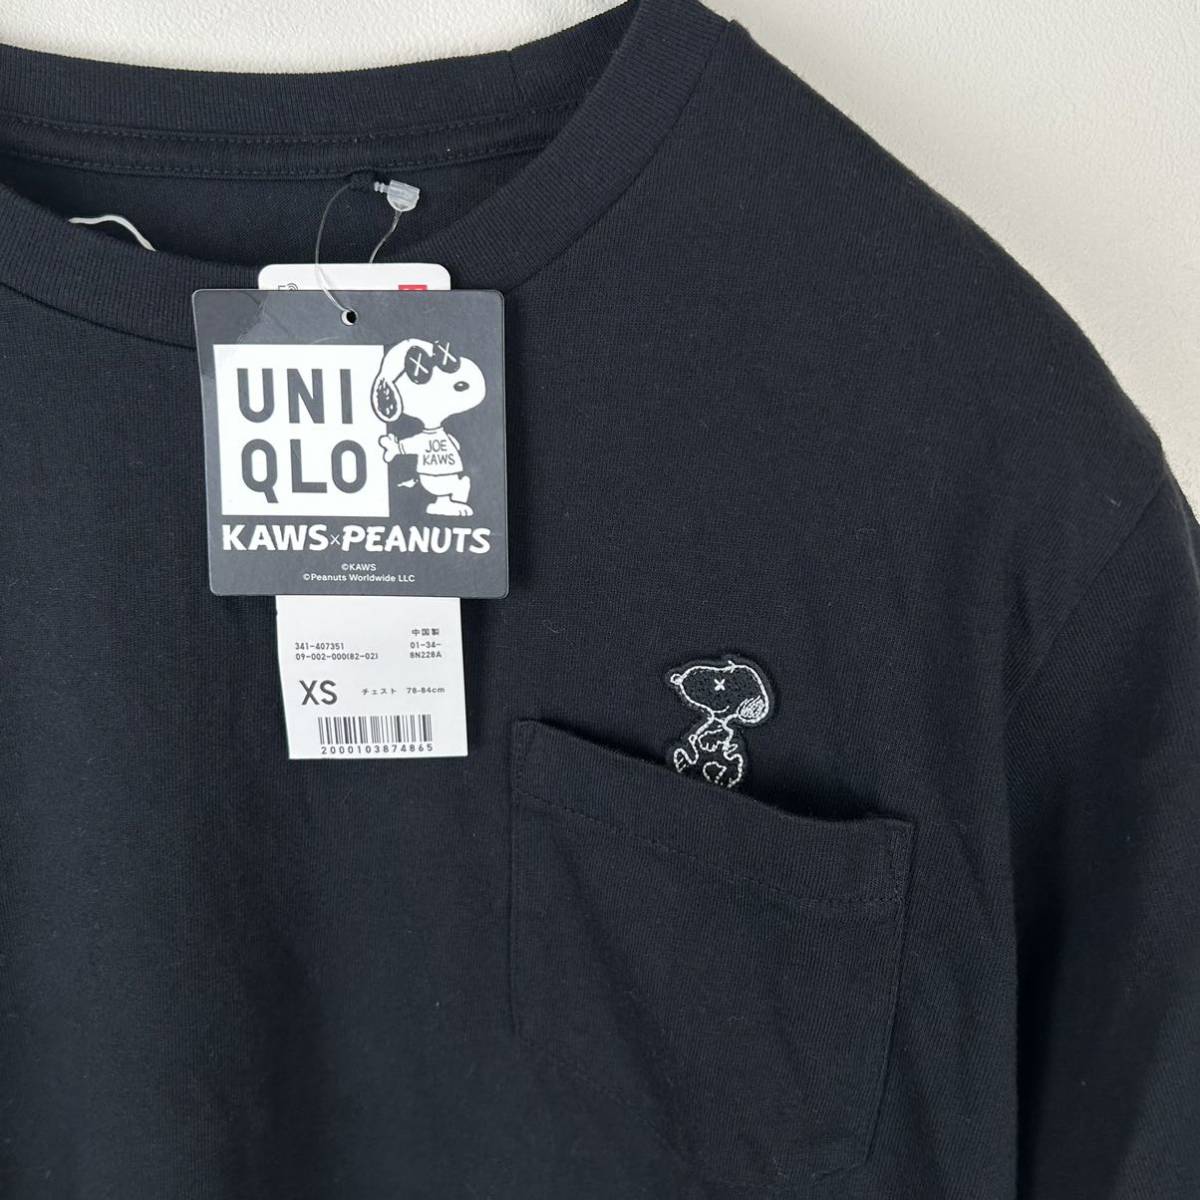 UNI
QLO
JOE
KAWS
KAWS×PEANUTS
©KAWS
©Peanuts Worldwide LLC
中国製
341-407351
01-34-
09-002-000(82-02)
8N228A
XS チェスト 78-84cm
2000103874865